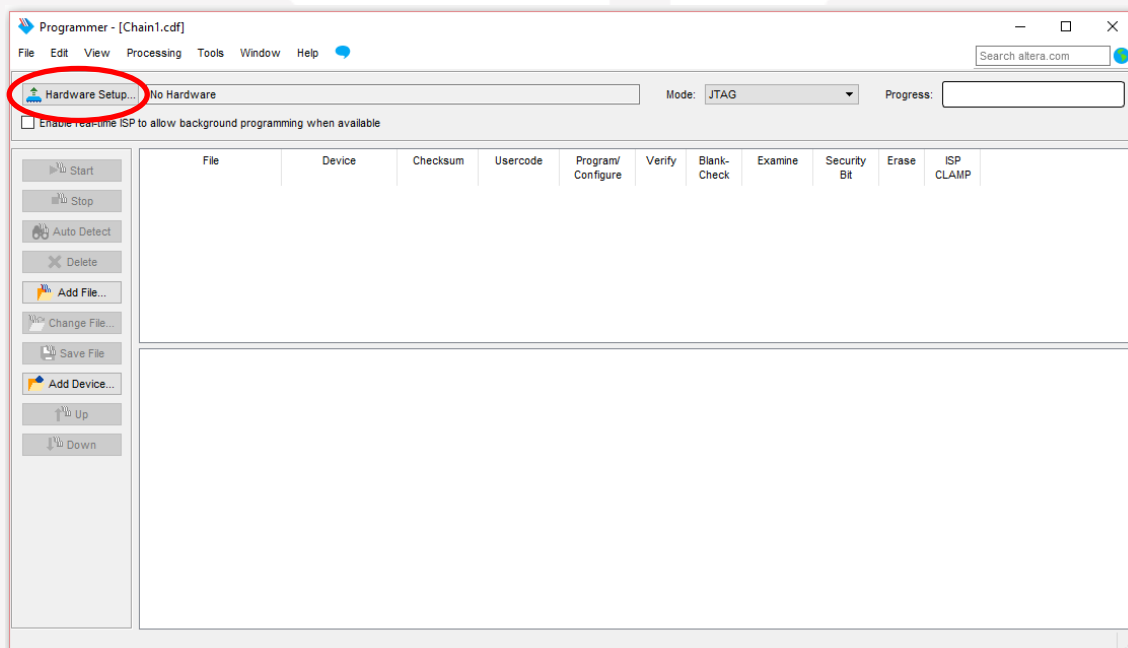 Programmer - [Chain1.cdf]
File Edit View Processing Tools Window Help
Search altera.com
Hardware Setup... No Hardware Mode: JTAG Progress:
Enable real-time ISP to allow background programming when available
File Device Checksum Usercode Program/ Configure Verify Blank- Check Examine Security Bit Erase ISP CLAMP
Start
Stop
Auto Detect
Delete
Add File...
Change File...
Save File
Add Device...
Up
Down